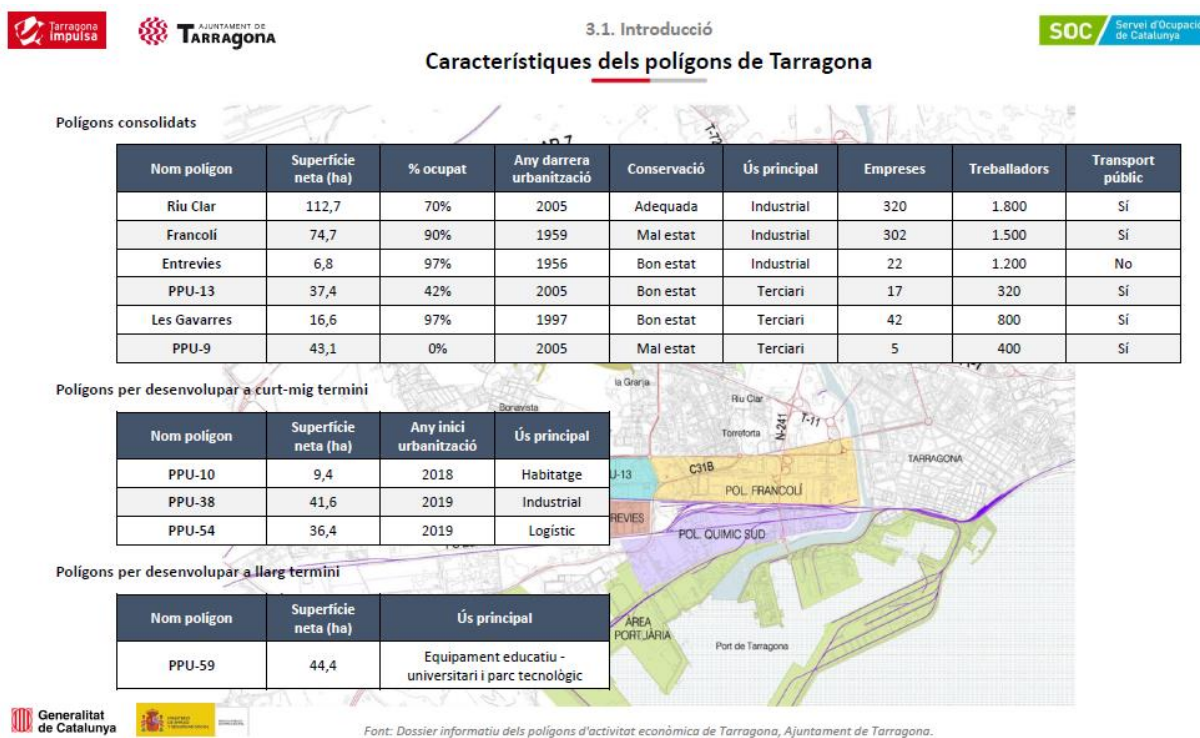 Tarragona
impulsa
AJUNTAMENT DE
TARRAGONA
3.1. Introducció
SOC
Servei d'Ocupació
de Catalunya
Característiques dels polígons de Tarragona
Polígons consolidats
Nom polígon Superfície neta (ha) % ocupat Any darrera urbanització Conservació Ús principal Empreses Treballadors Transport públic
Riu Clar 112,7 70% 2005 Adequada Industrial 320 1.800 Sí
Francolí 74,7 90% 1959 Mal estat Industrial 302 1.500 Sí
Entrevies 6,8 97% 1956 Bon estat Industrial 22 1.200 No
PPU-13 37,4 42% 2005 Bon estat Terciari 17 320 Sí
Les Gavarres 16,6 97% 1997 Bon estat Terciari 42 800 Sí
PPU-9 43,1 0% 2005 Mal estat Terciari 5 400 Sí
Polígons per desenvolupar a curt-mig termini
Nom polígon Superfície neta (ha) Any inici urbanització Ús principal
PPU-10 9,4 2018 Habitatge
PPU-38 41,6 2019 Industrial
PPU-54 36,4 2019 Logístic
Polígons per desenvolupar a llarg termini
Nom polígon Superfície neta (ha) Ús principal
PPU-59 44,4 Equipament educatiu - universitari i parc tecnològic
la Granja
Bonavista
Riu Clar
Torreforta
N-241
T-11
C31B
TARRAGONA
U-13
POL. FRANCOLÍ
REVIES
POL. QUIMIC SUD
ÀREA
PORTUÀRIA
Port de Tarragona
Generalitat
de Catalunya
Font: Dossier informatiu dels polígons d'activitat econòmica de Tarragona, Ajuntament de Tarragona.